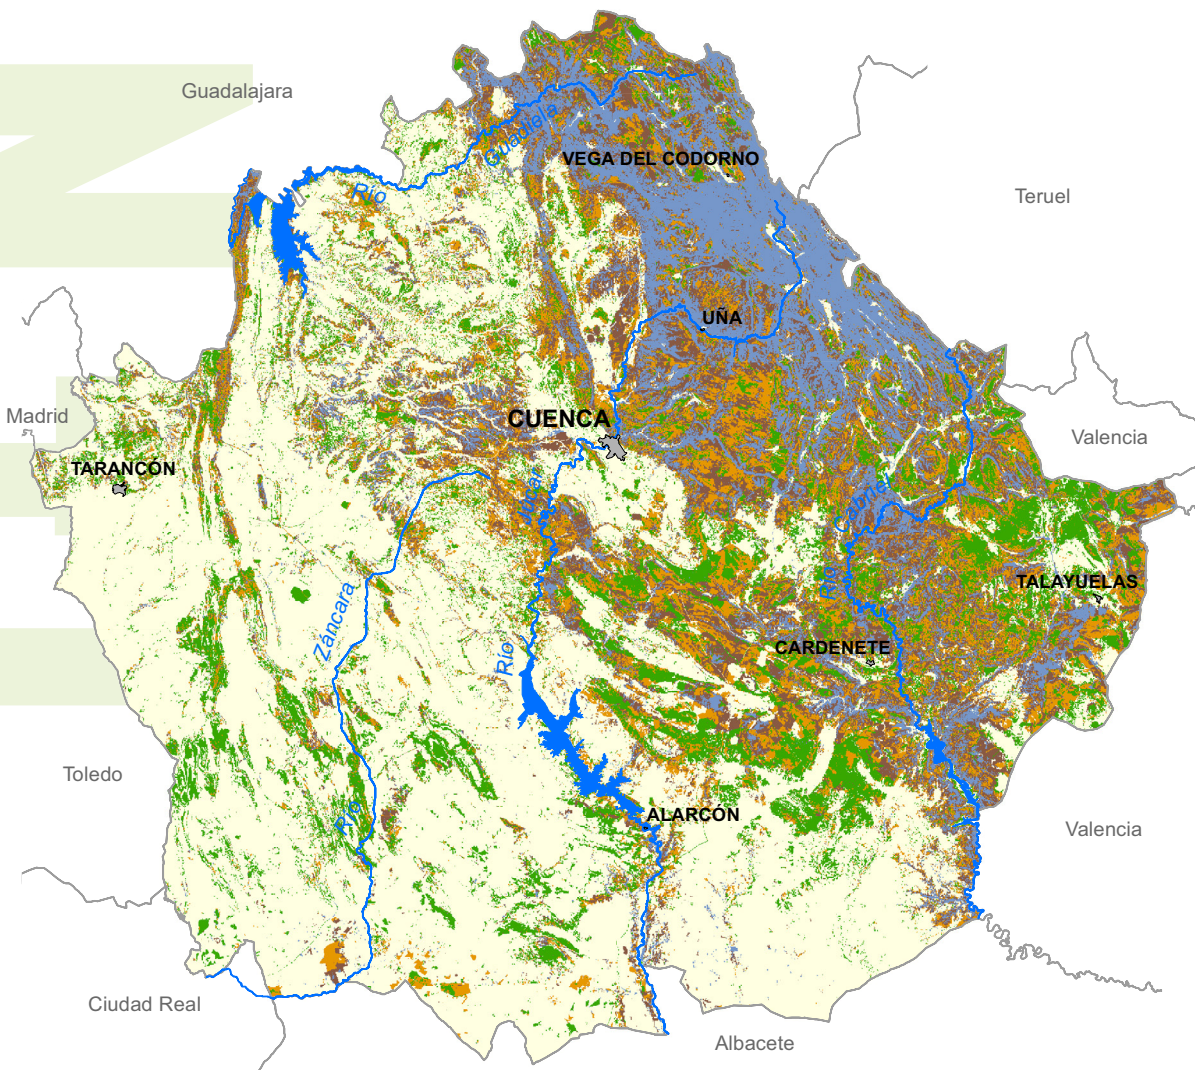 Guadalajara
Río
Guadiela
VEGA DEL CODORNO
Teruel
UÑA
Madrid
CUENCA
Valencia
TARANCÓN
Júcar
Río
Cabriel
Río
TALAYUELAS
Záncara
CARDENETE
Toledo
Río
ALARCÓN
Valencia
Ciudad Real
Albacete